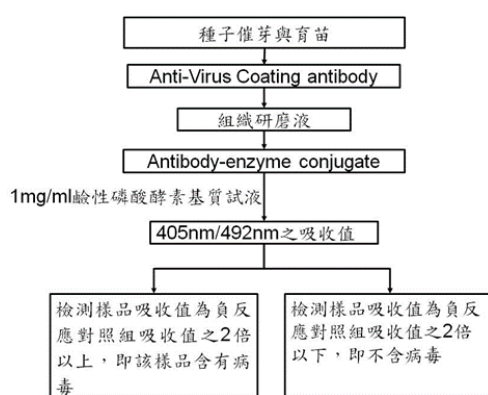 種子催芽與育苗
Anti-Virus Coating antibody
組織研磨液
Antibody-enzyme conjugate
1mg/ml鹼性磷酸酵素基質試液
405nm/492nm之吸收值
檢測樣品吸收值為負反
應對照組吸收值之2倍
以上，即該樣品含有病
毒
檢測樣品吸收值為負反
應對照組吸收值之2倍
以下，即不含病毒